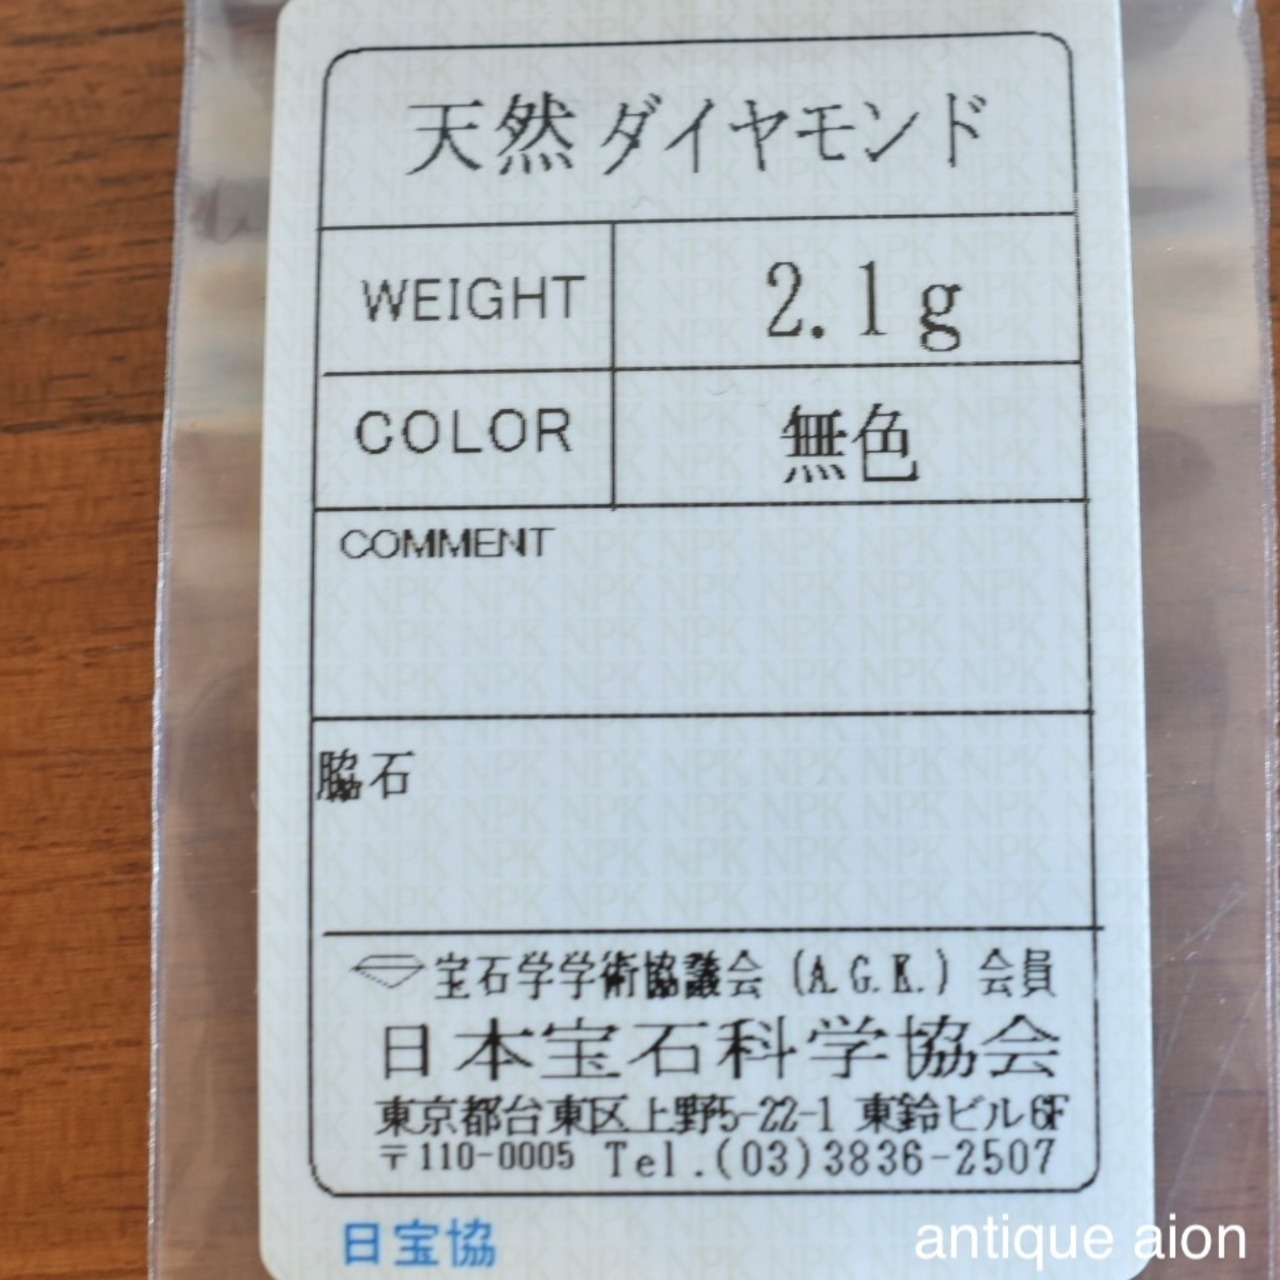 天然ダイヤモンド
WEIGHT 2.1g
COLOR 無色
COMMENT
脇石
宝石学学術協議会(A.G.K.)会員
日本宝石科学協会
東京都台東区上野5-22-1 東鈴ビル6F
〒110-0005 Tel.(03)3836-2507
日宝協
antique aion